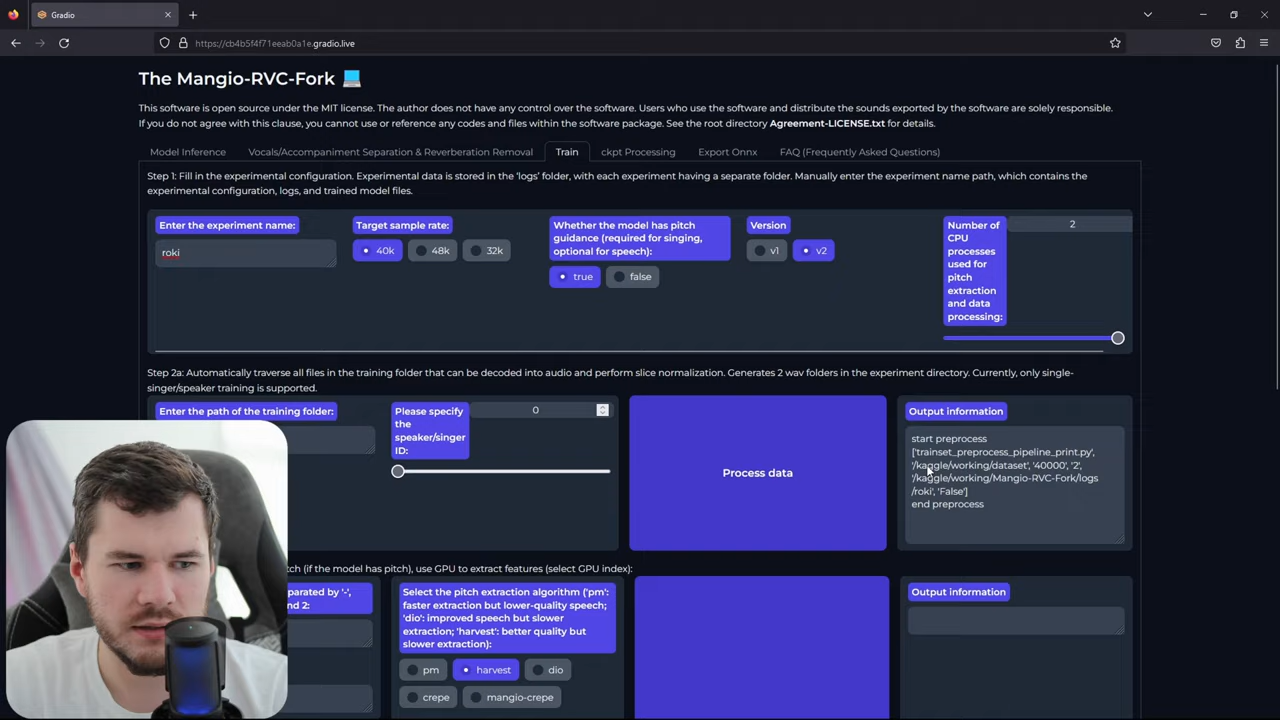 Gradio
https://cb4b5f4f71eeab0a1e.gradio.live
The Mangio-RVC-Fork 💻
This software is open source under the MIT license. The author does not have any control over the software. Users who use the software and distribute the sounds exported by the software are solely responsible.
If you do not agree with this clause, you cannot use or reference any codes and files within the software package. See the root directory Agreement-LICENSE.txt for details.
Model Inference
Vocals/Accompaniment Separation & Reverberation Removal
Train
ckpt Processing
Export Onnx
FAQ (Frequently Asked Questions)
Step 1: Fill in the experimental configuration. Experimental data is stored in the 'logs' folder, with each experiment having a separate folder. Manually enter the experiment name path, which contains the
experimental configuration, logs, and trained model files.
Enter the experiment name:
roki
Target sample rate:
40k
48k
32k
Whether the model has pitch
guidance (required for singing,
optional for speech):
true
false
Version
v1
v2
Number of
CPU
processes
used for
pitch
extraction
and data
processing:
2
Step 2a: Automatically traverse all files in the training folder that can be decoded into audio and perform slice normalization. Generates 2 wav folders in the experiment directory. Currently, only single-
singer/speaker training is supported.
Enter the path of the training folder:
Please specify
the
speaker/singer
ID:
0
Process data
Output information
start preprocess
['trainset_preprocess_pipeline_print.py',
'/kaggle/working/dataset', '40000', '2',
'/kaggle/working/Mangio-RVC-Fork/logs
/roki', 'False']
end preprocess
tch (if the model has pitch), use GPU to extract features (select GPU index):
parated by '-',
nd 2:
Select the pitch extraction algorithm ('pm':
faster extraction but lower-quality speech;
'dio': improved speech but slower
extraction; 'harvest': better quality but
slower extraction):
pm
harvest
dio
crepe
mangio-crepe
Output information